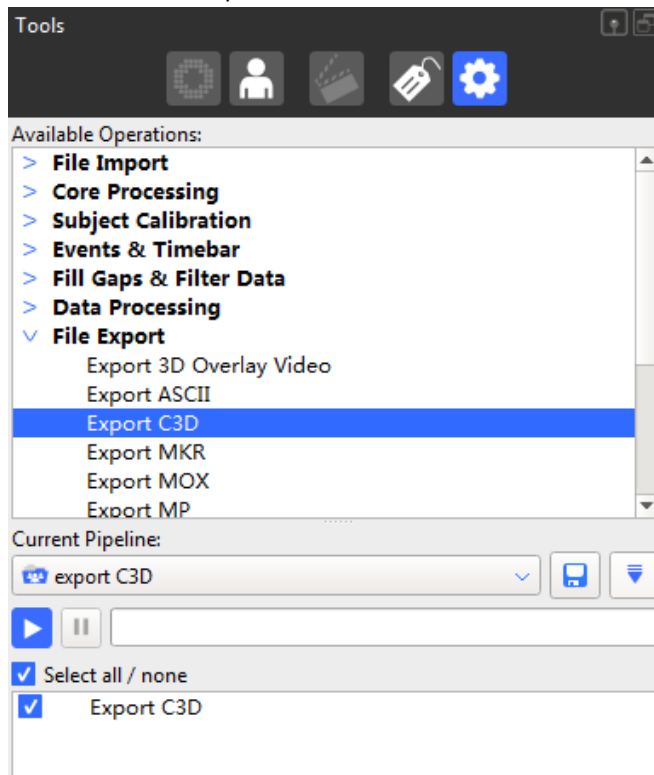 Tools
Available Operations:
> File Import
> Core Processing
> Subject Calibration
> Events & Timebar
> Fill Gaps & Filter Data
> Data Processing
File Export
Export 3D Overlay Video
Export ASCII
Export C3D
Export MKR
Export MOX
Export MP
Current Pipeline:
export C3D
Select all / none
Export C3D